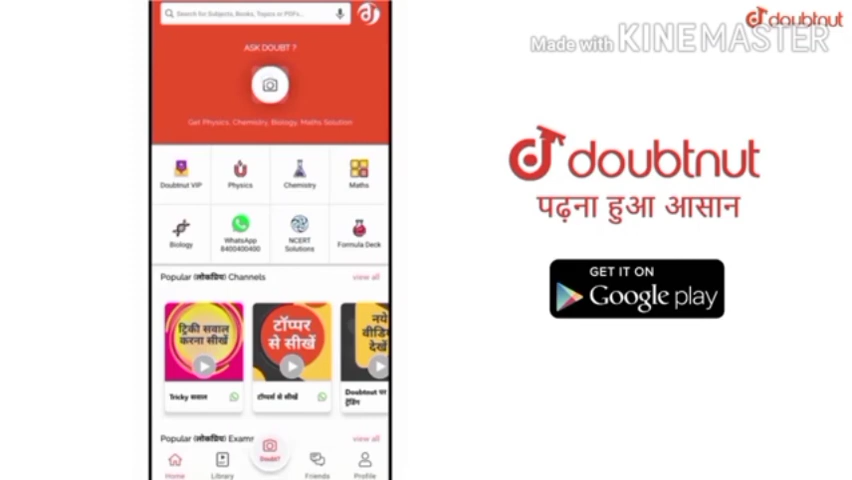 doubtnut
Made with KINEMASTER
Search for Subjects, Books, Topics or PDFs...
ASK DOUBT ?
Get Physics, Chemistry, Biology, Maths Solution
Doubtnut VIP
Physics
Chemistry
Maths
Biology
WhatsApp
8400400400
NCERT
Solutions
Formula Deck
Popular (लोकप्रिय) Channels
view all
ट्रिकी सवाल
करना सीखें
टॉप्पर
से सीखें
नये
वीडि
देखें
Tricky सवाल
टॉपर्स से सीखें
Doubtnut पर
ट्रेंडिंग
Popular (लोकप्रिय) Exams
view all
Home
Library
Doubt?
Friends
Profile
doubtnut
पढ़ना हुआ आसान
GET IT ON
Google play